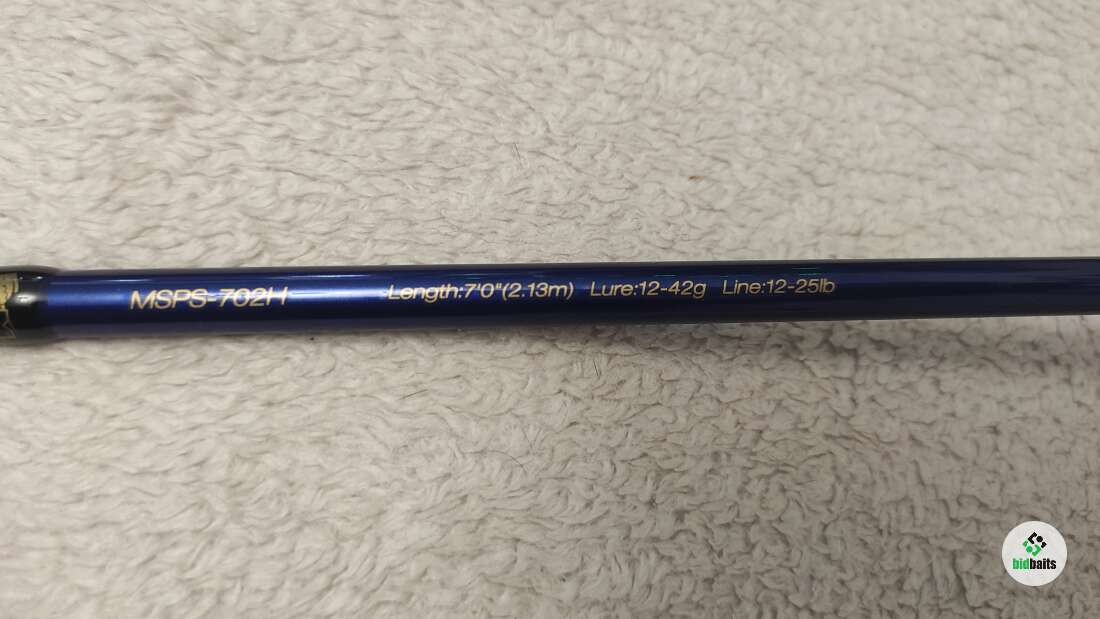 MSPS-702H Length:7'0"(2.13m) Lure:12-42g Line:12-25lb
bidbaits